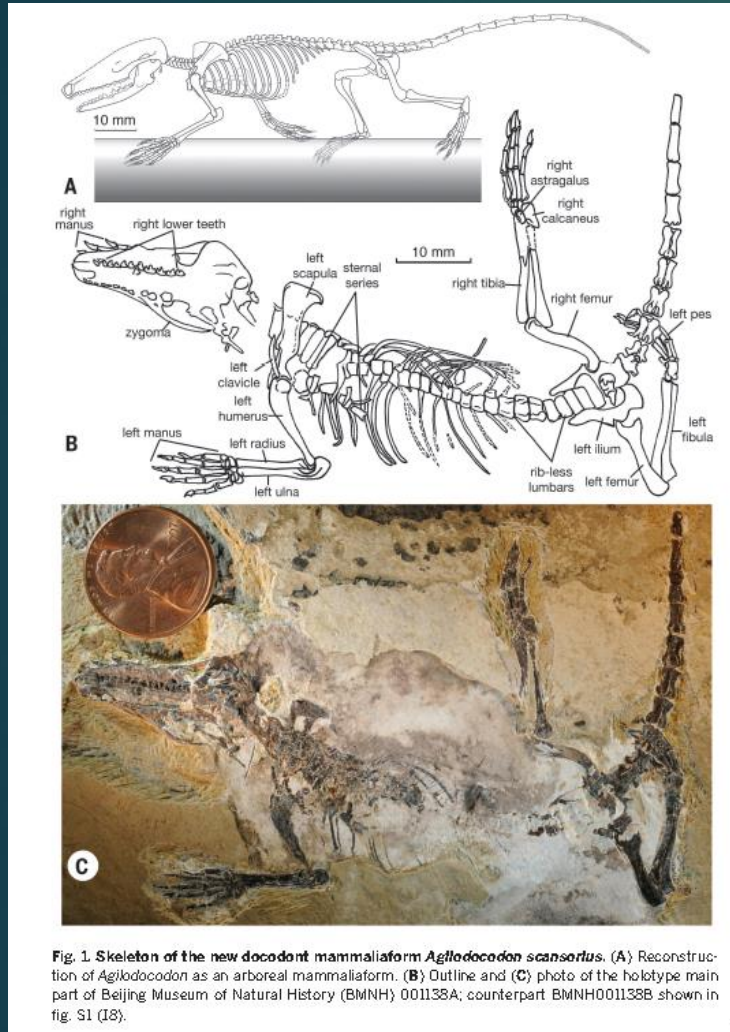 10 mm
A
right
astragalus
right
calcaneus
right
manus
right lower teeth
left
scapula
sternal
series
10 mm
right tibia
right femur
left pes
zygoma
left
clavicle
left
humerus
left manus
left radius
left ulna
B
rib-less
lumbars
left ilium
left femur
left
fibula
C
Fig. 1. Skeleton of the new docodont mammaliaform Agilodocodon scansorius. (A) Reconstruc-
tion of Agilodocodon as an arboreal mammaliaform. (B) Outline and (C) photo of the holotype main
part of Beijing Museum of Natural History (BMNH) 001138A; counterpart BMNH001138B shown in
fig. S1 (18).